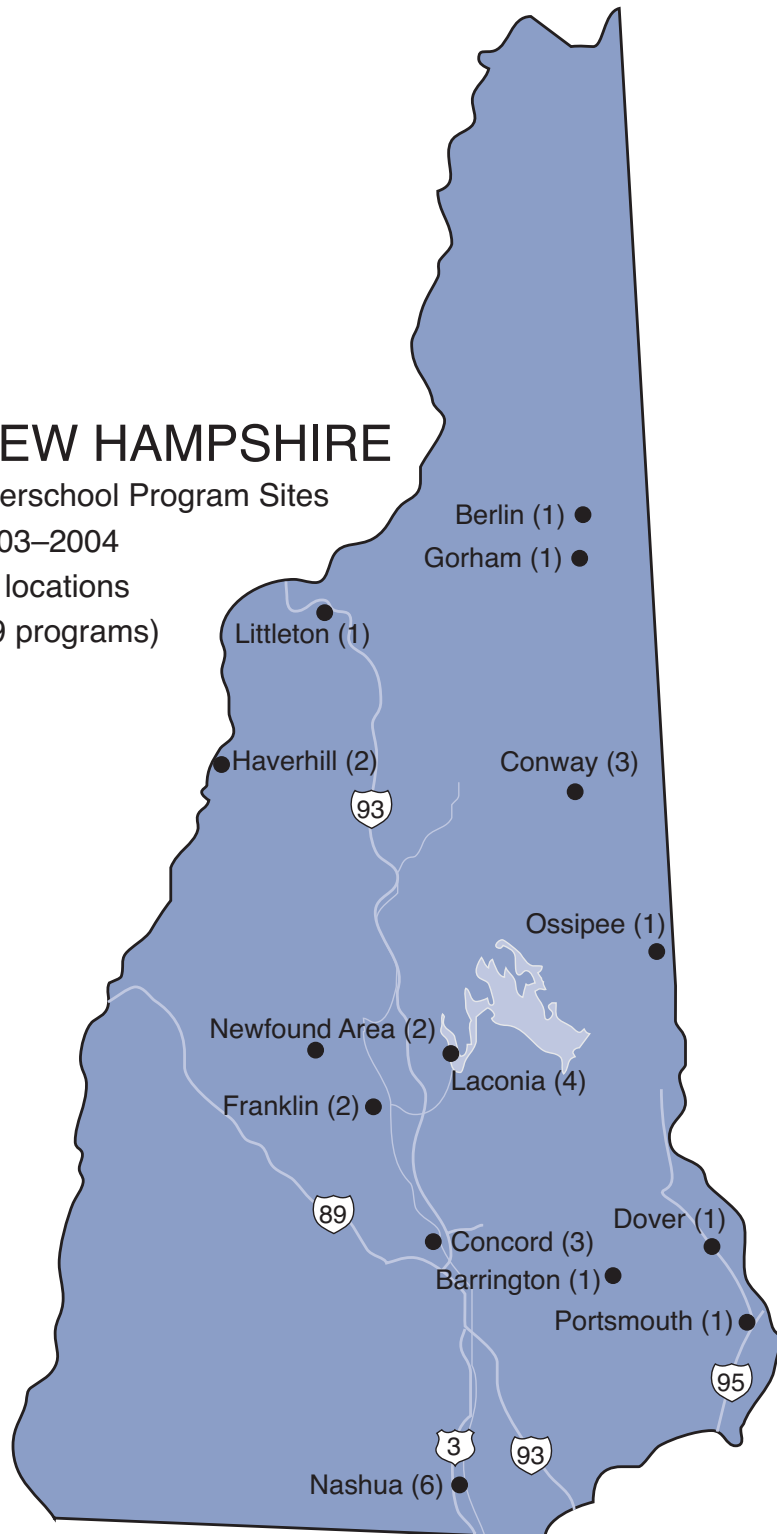 EW HAMPSHIRE
erschool Program Sites
03–2004
locations
9 programs)
Berlin (1)
Gorham (1)
Littleton (1)
Haverhill (2)
Conway (3)
93
Ossipee (1)
Newfound Area (2)
Laconia (4)
Franklin (2)
89
Dover (1)
Concord (3)
Barrington (1)
Portsmouth (1)
95
3
93
Nashua (6)